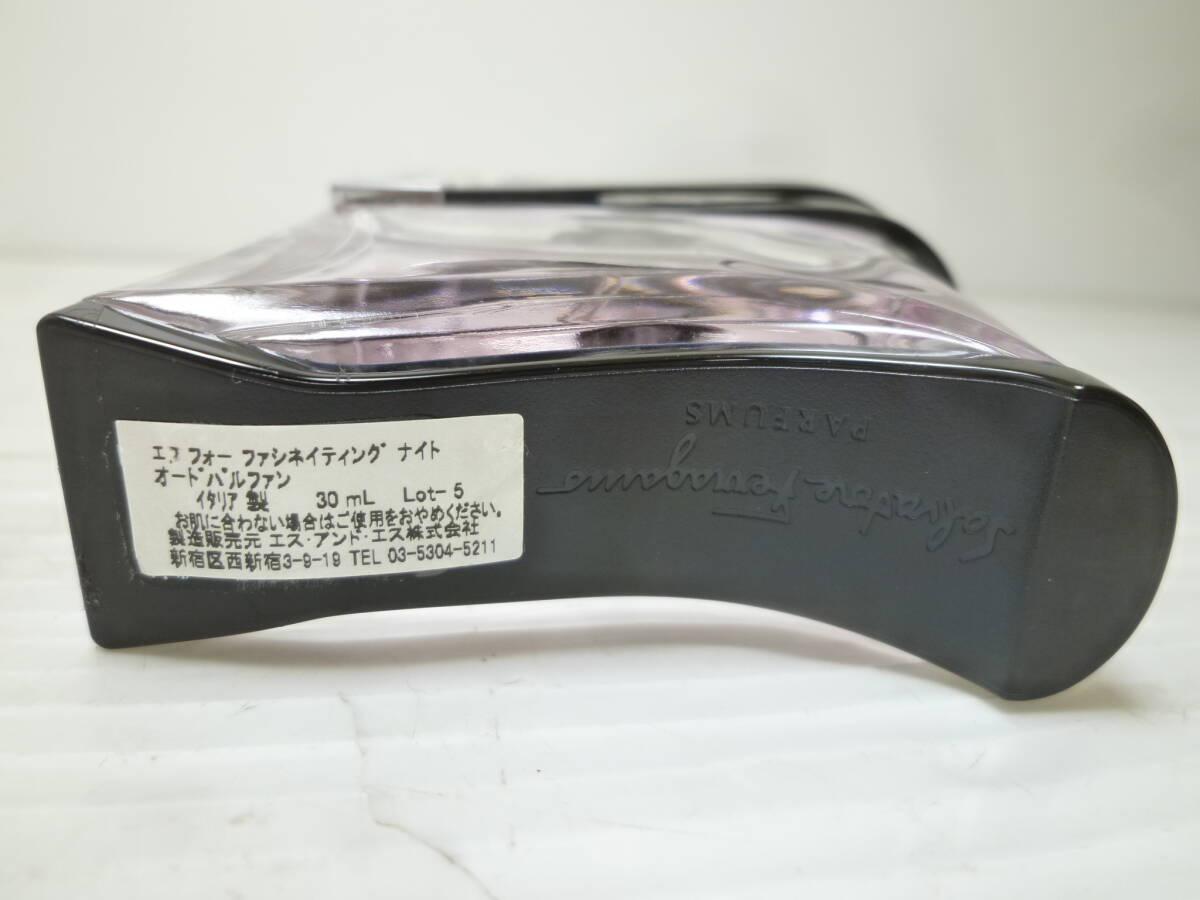 エス フォー ファシネイティング ナイト
オードパルファン
イタリア 製 30 mL Lot-5
お肌に合わない場合はご使用をおやめください。
製造販売元 エス・アンド・エス株式会社
新宿区西新宿3-9-19 TEL 03-5304-5211
Salvatore Ferragamo
PARFUMS